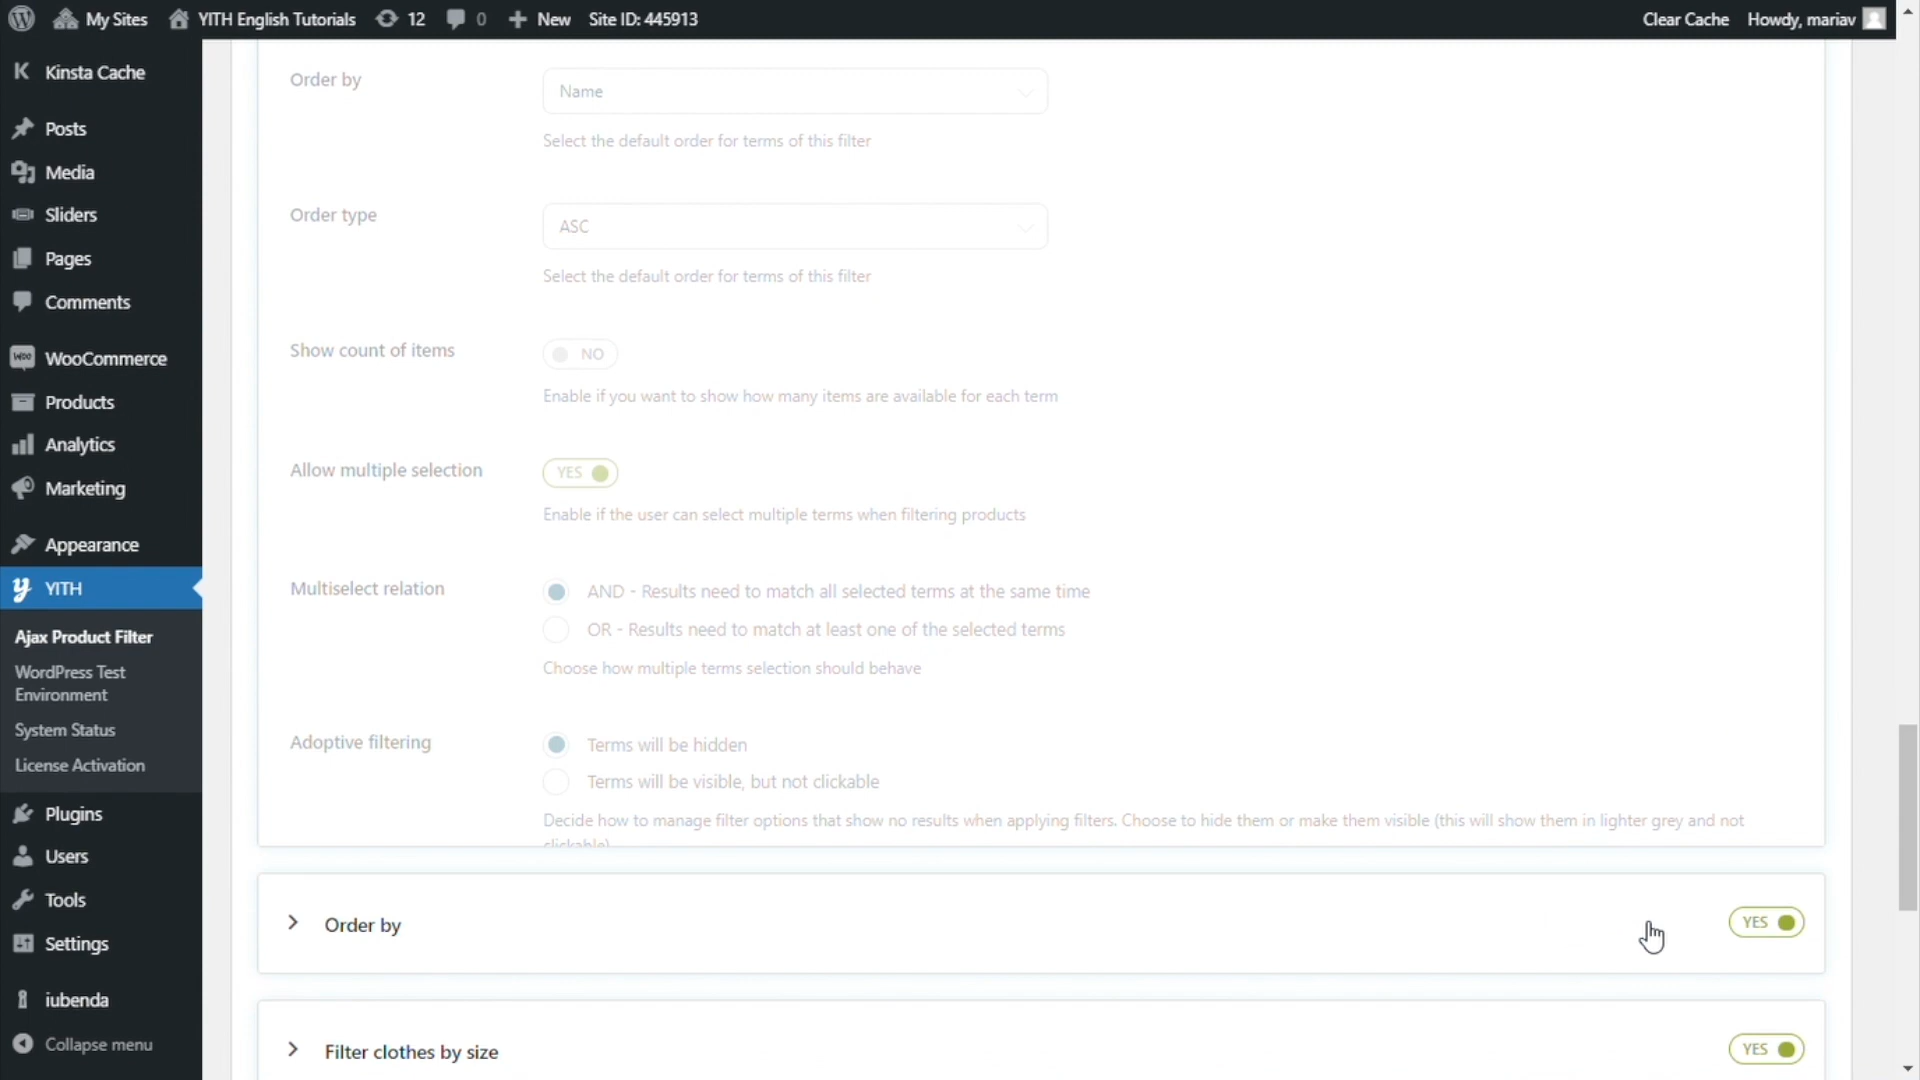 My Sites
YITH English Tutorials
12
0
New
Site ID: 445913
Clear Cache
Howdy, mariav
Kinsta Cache
Posts
Media
Sliders
Pages
Comments
WooCommerce
Products
Analytics
Marketing
Appearance
YITH
Ajax Product Filter
WordPress Test
Environment
System Status
License Activation
Plugins
Users
Tools
Settings
iubenda
Collapse menu
Order by
Name
Select the default order for terms of this filter
Order type
ASC
Select the default order for terms of this filter
Show count of items
NO
Enable if you want to show how many items are available for each term
Allow multiple selection
YES
Enable if the user can select multiple terms when filtering products
Multiselect relation
AND - Results need to match all selected terms at the same time
OR - Results need to match at least one of the selected terms
Choose how multiple terms selection should behave
Adoptive filtering
Terms will be hidden
Terms will be visible, but not clickable
Decide how to manage filter options that show no results when applying filters. Choose to hide them or make them visible (this will show them in lighter grey and not
clickable)
Order by
YES
Filter clothes by size
YES